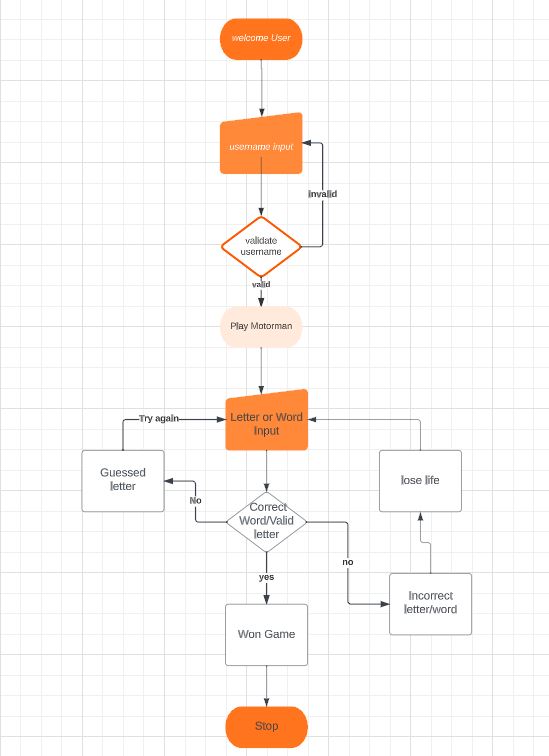 welcome User
username input
invalid
validate
username
valid
Play Motorman
Try again
Letter or Word
Input
Guessed
letter
lose life
No
Correct
Word/Valid
letter
no
yes
Incorrect
letter/word
Won Game
Stop